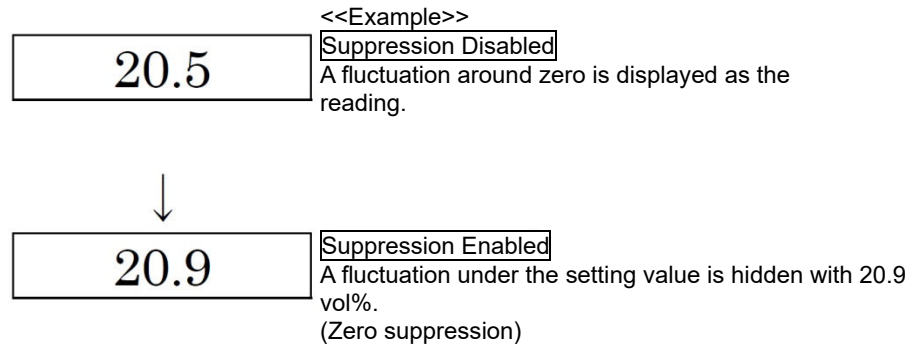 <<Example>>
Suppression Disabled
20.5
A fluctuation around zero is displayed as the
reading.
↓
Suppression Enabled
20.9
A fluctuation under the setting value is hidden with 20.9
vol%.
(Zero suppression)